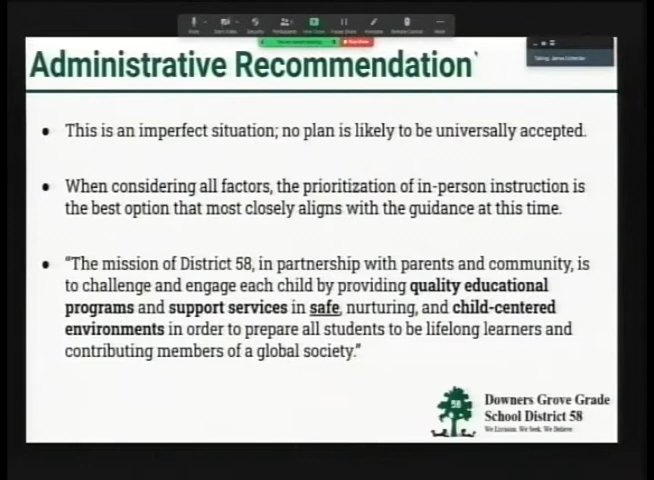 Administrative Recommendation
• This is an imperfect situation; no plan is likely to be universally accepted.
• When considering all factors, the prioritization of in-person instruction is
the best option that most closely aligns with the guidance at this time.
• “The mission of District 58, in partnership with parents and community, is
to challenge and engage each child by providing quality educational
programs and support services in safe, nurturing, and child-centered
environments in order to prepare all students to be lifelong learners and
contributing members of a global society.”
58
Downers Grove Grade
School District 58